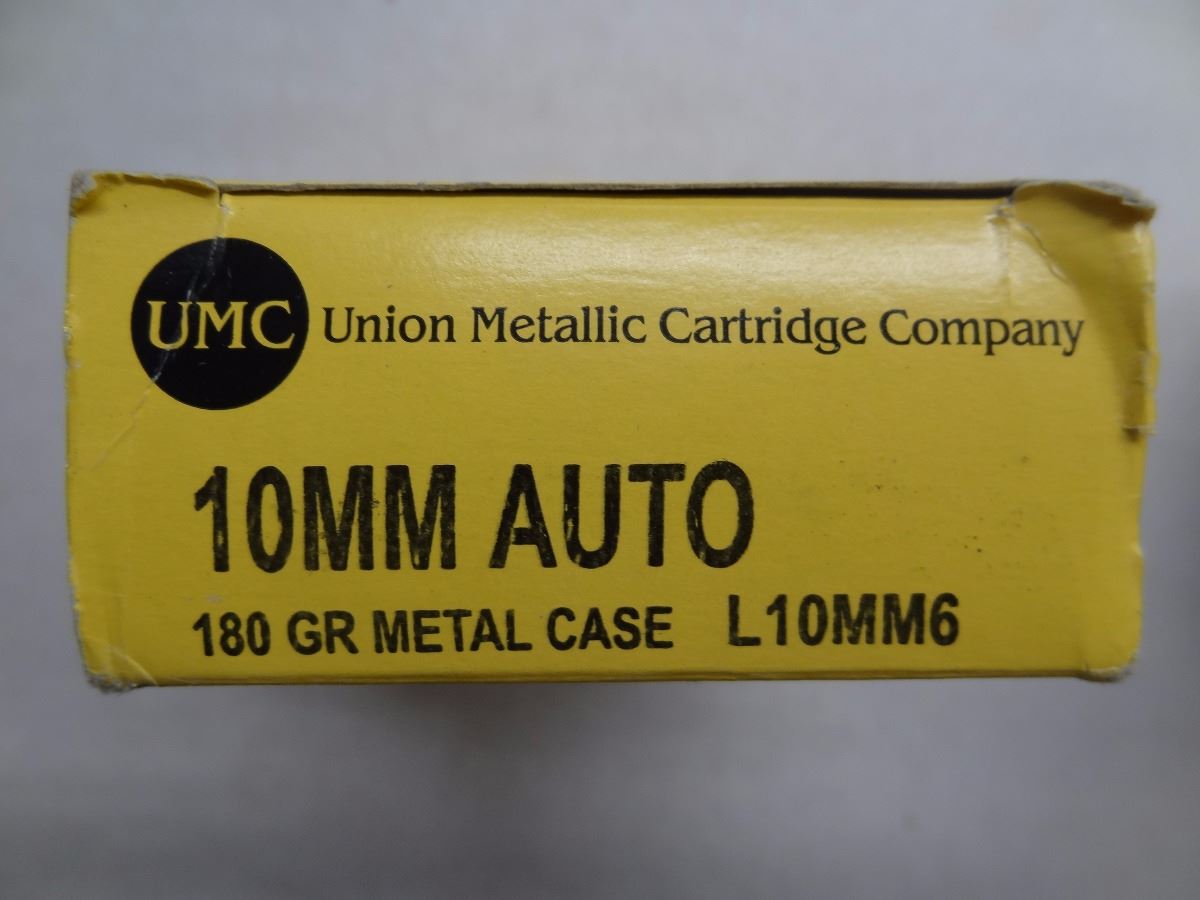 UMC Union Metallic Cartridge Company
10MM AUTO
180 GR METAL CASE L10MM6